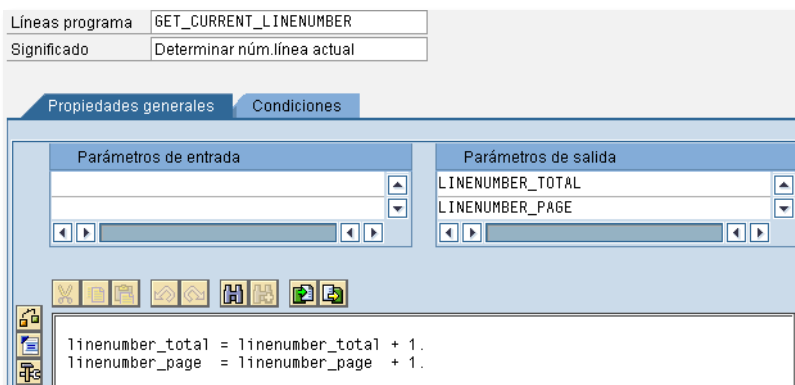 Líneas programa GET_CURRENT_LINENUMBER
Significado Determinar núm.línea actual
Propiedades generales Condiciones
Parámetros de entrada Parámetros de salida
LINENUMBER_TOTAL
LINENUMBER_PAGE
linenumber_total = linenumber_total + 1.
linenumber_page  = linenumber_page  + 1.